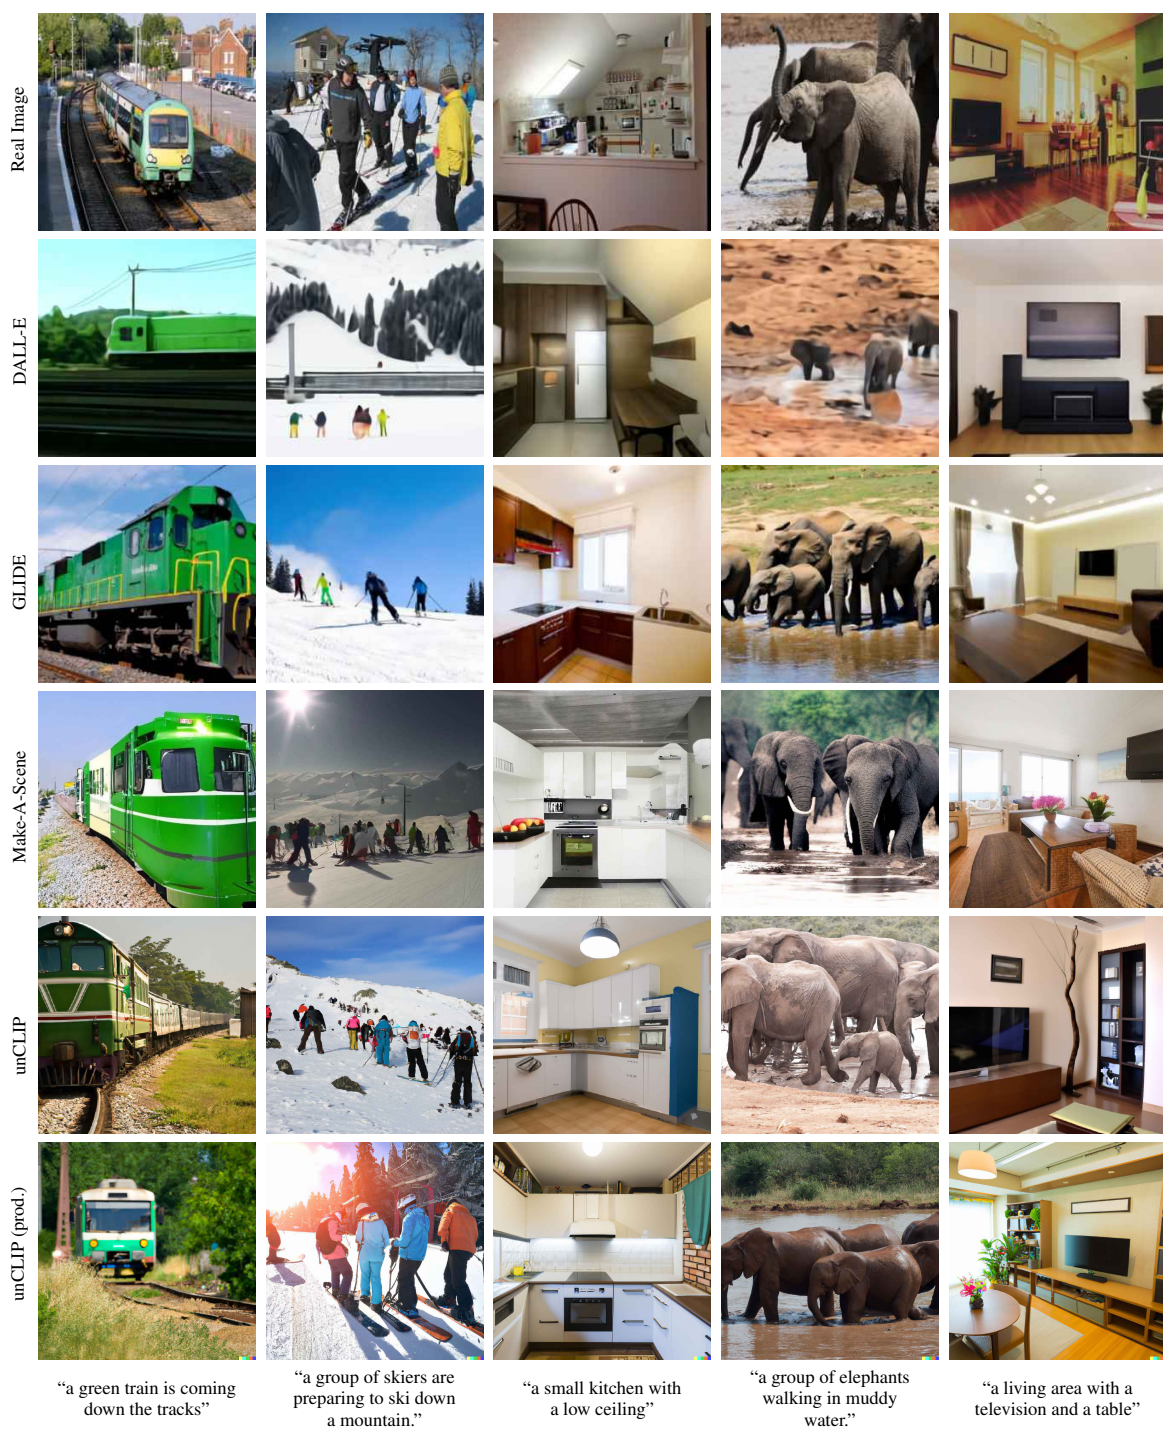 Real Image
DALL-E
GLIDE
Make-A-Scene
unCLIP
unCLIP (prod.)
“a green train is coming
down the tracks”
“a group of skiers are
preparing to ski down
a mountain.”
“a small kitchen with
a low ceiling”
“a group of elephants
walking in muddy
water.”
“a living area with a
television and a table”